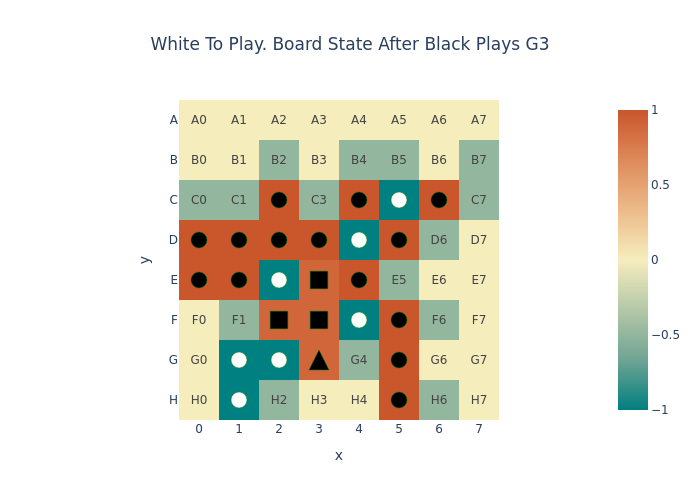 White To Play. Board State After Black Plays G3
A A0 A1 A2 A3 A4 A5 A6 A7
B B0 B1 B2 B3 B4 B5 B6 B7
C C0 C1 C3 C7
D D6 D7
E E5 E6 E7
F F0 F1 F6 F7
G G0 G4 G6 G7
H H0 H2 H3 H4 H6 H7
0 1 2 3 4 5 6 7
x
y
1
0.5
0
−0.5
−1